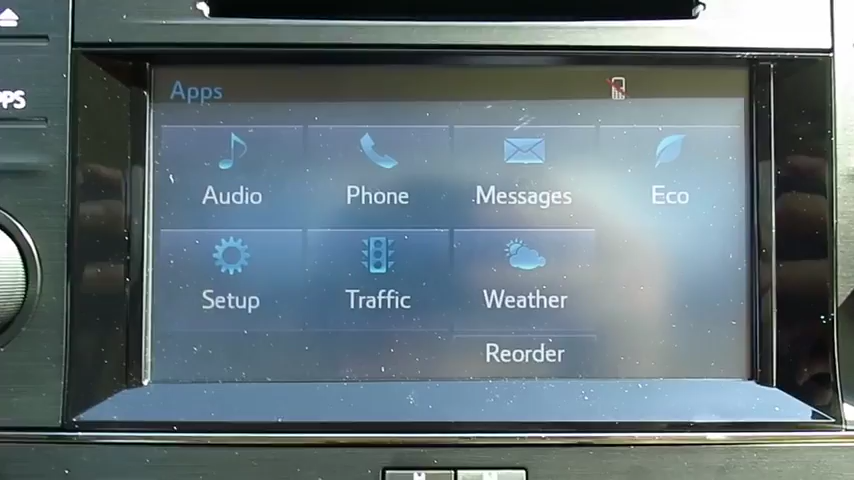 Apps
PS
Audio Phone Messages Eco
Setup Traffic Weather
Reorder